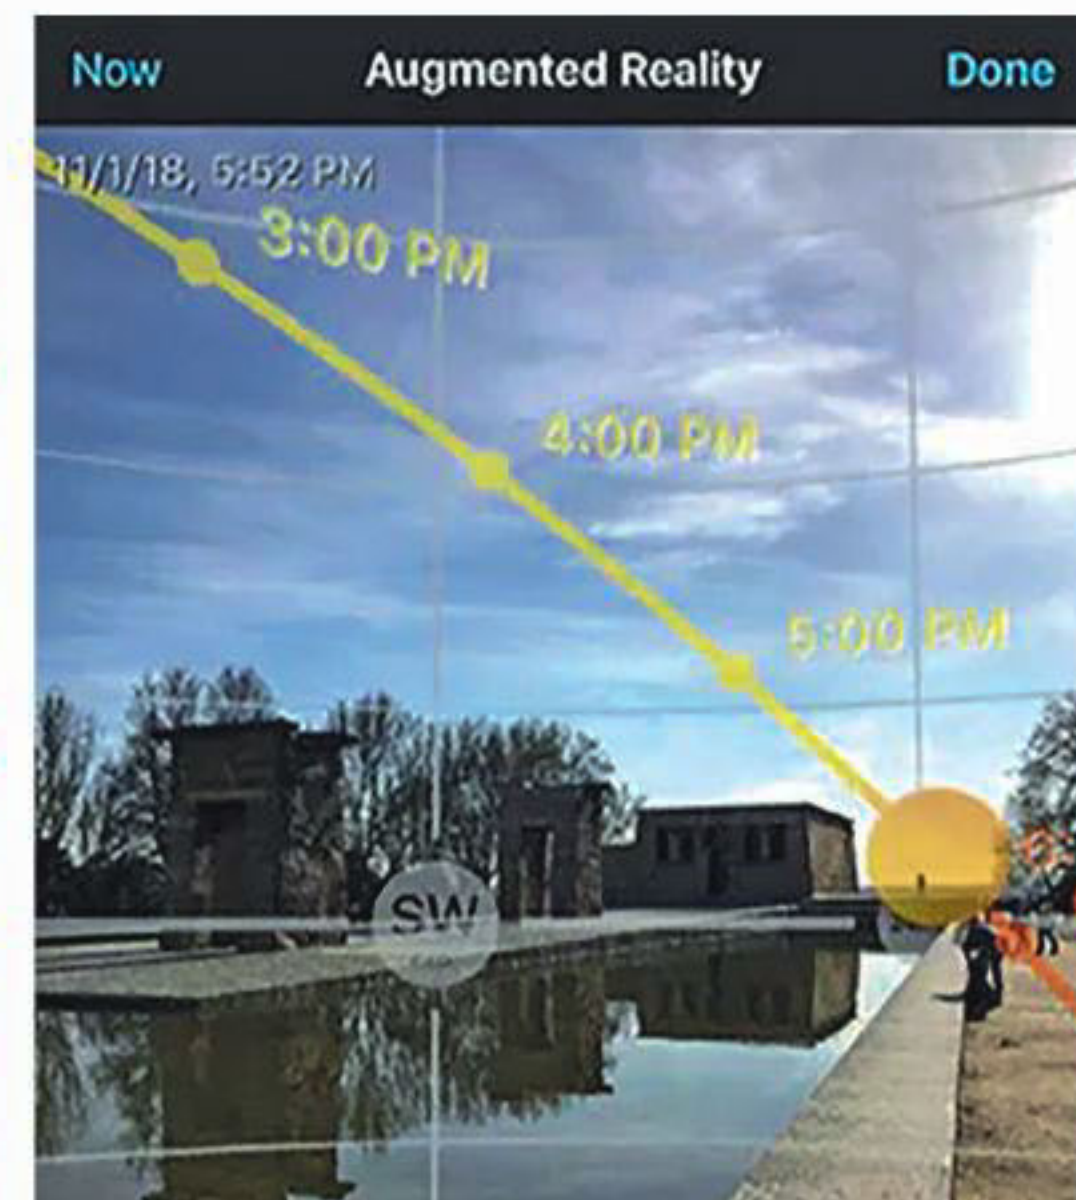 Now Augmented Reality Done
11/1/18, 5:52 PM
3:00 PM
4:00 PM
5:00 PM
SW